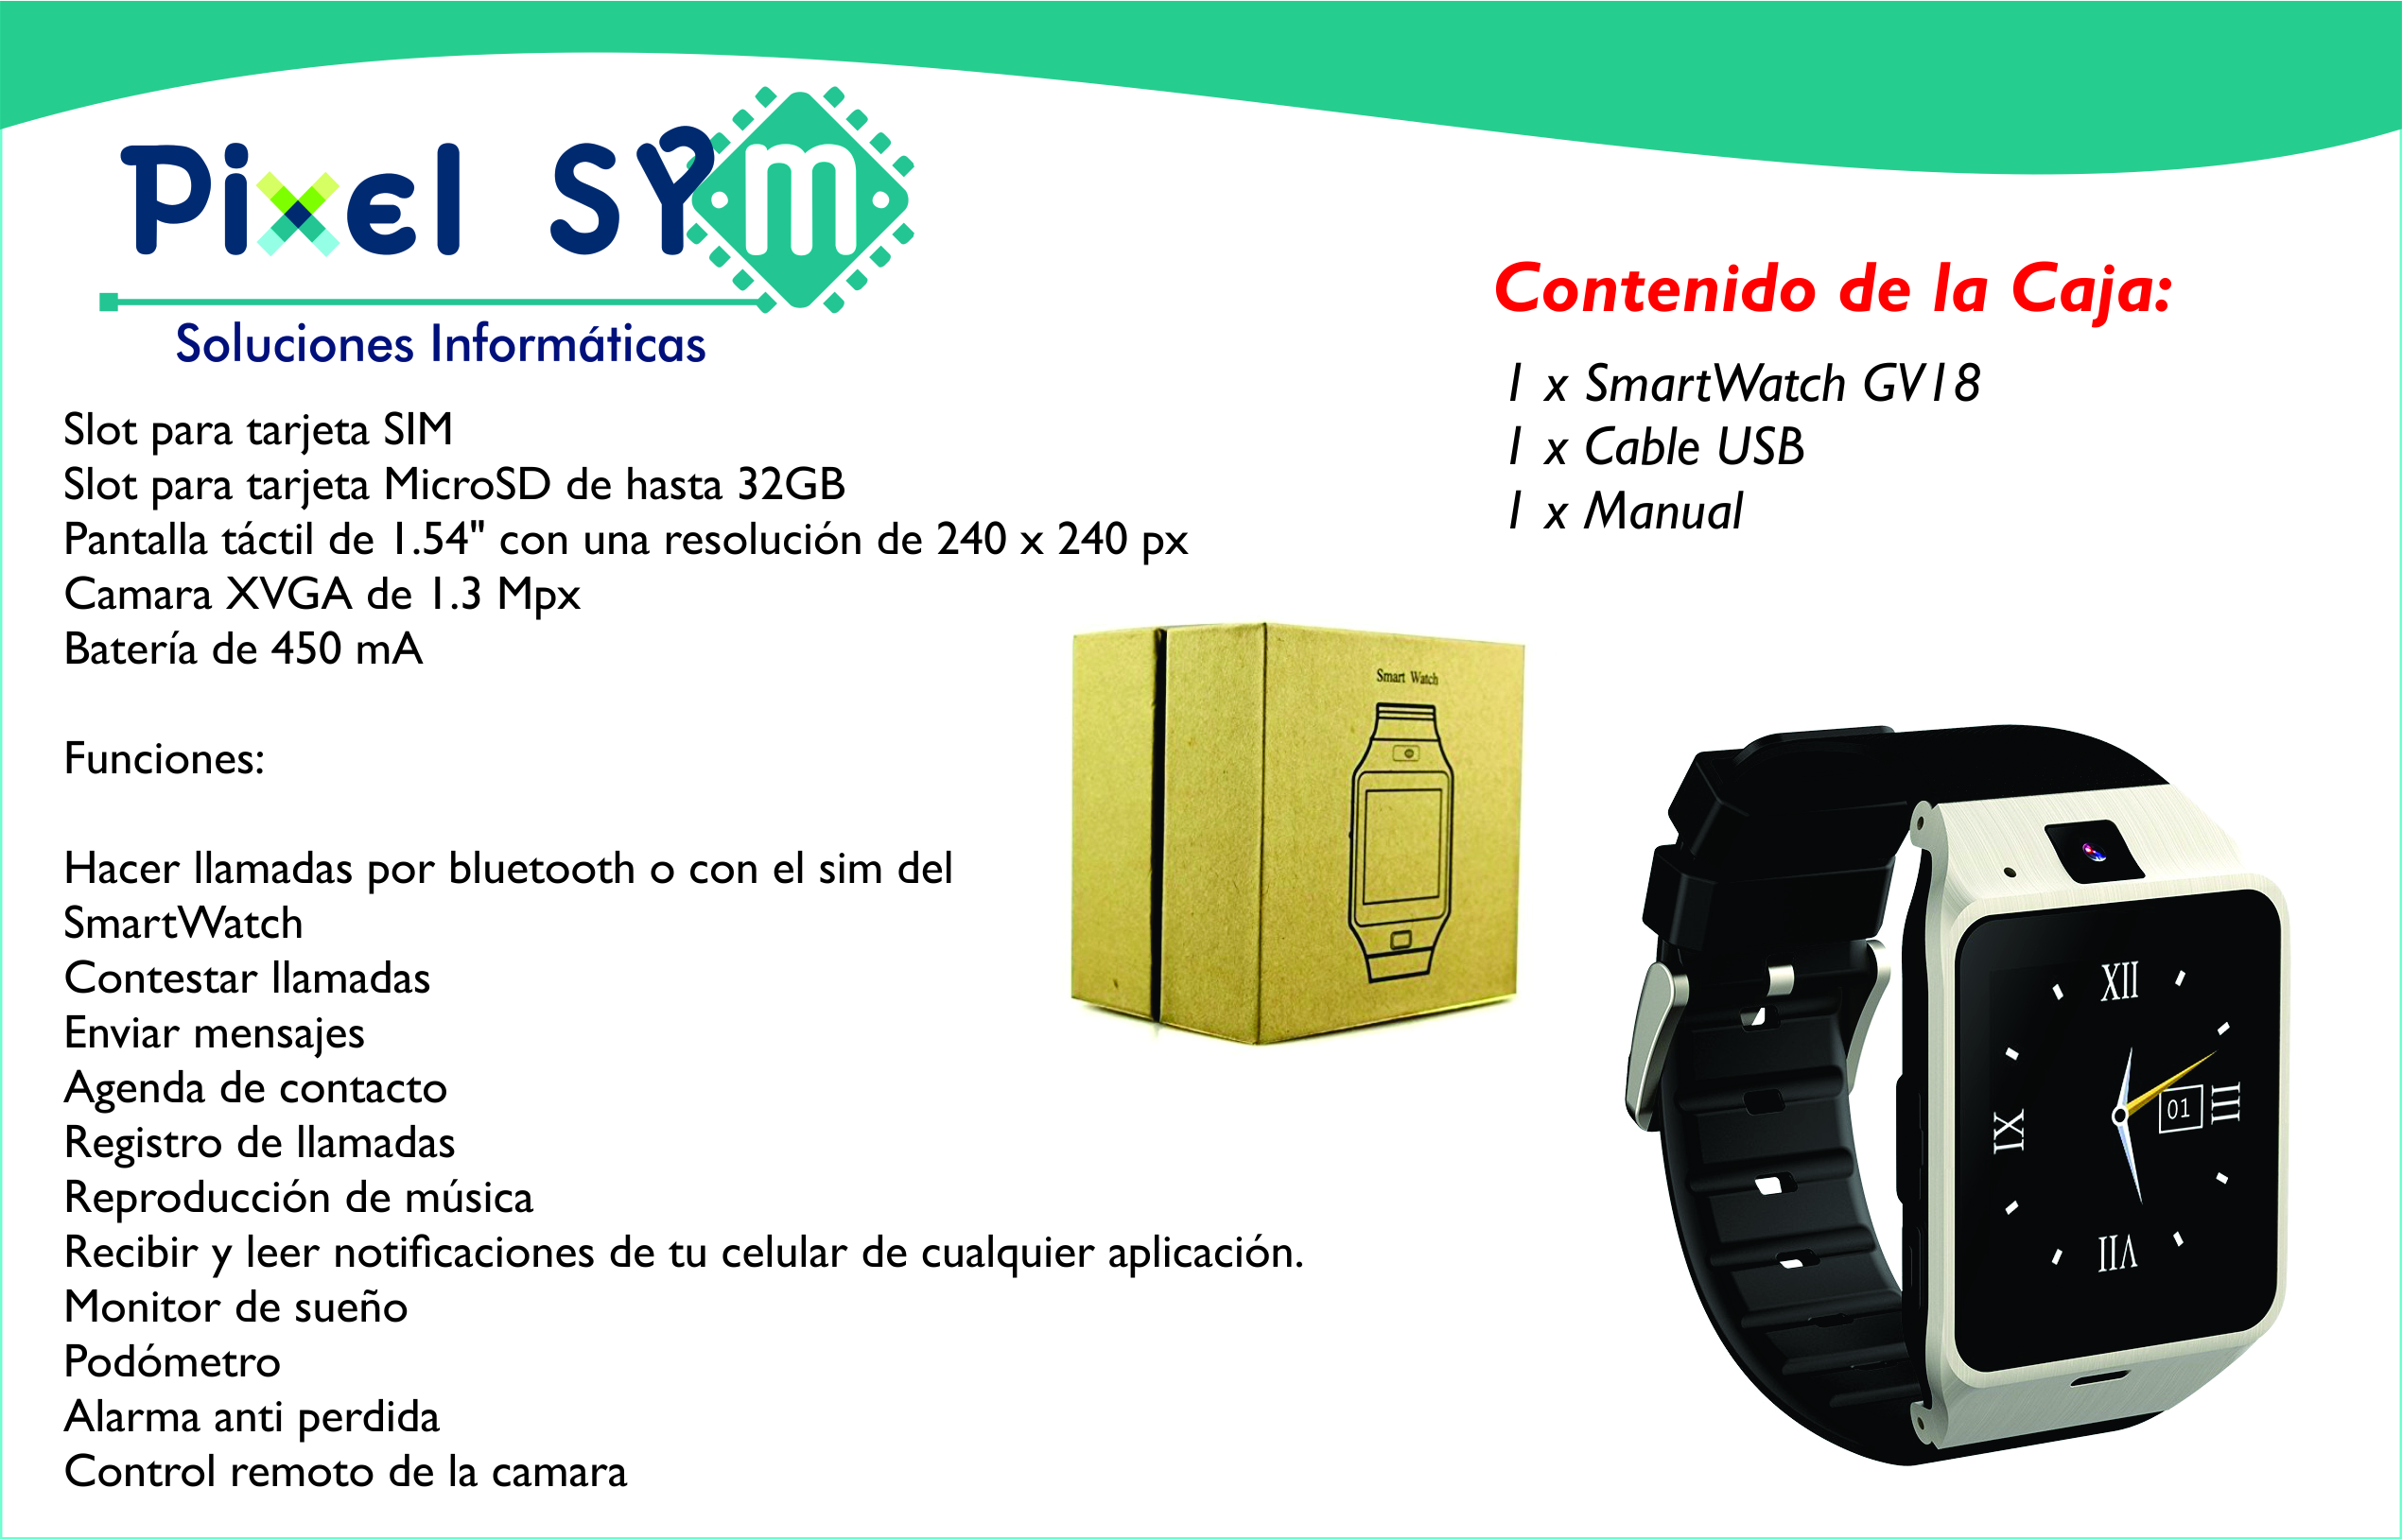 Pixel SYm
Soluciones Informáticas
Slot para tarjeta SIM
Slot para tarjeta MicroSD de hasta 32GB
Pantalla táctil de 1.54" con una resolución de 240 x 240 px
Camara XVGA de 1.3 Mpx
Batería de 450 mA
Funciones:
Hacer llamadas por bluetooth o con el sim del
SmartWatch
Contestar llamadas
Enviar mensajes
Agenda de contacto
Registro de llamadas
Reproducción de música
Recibir y leer notificaciones de tu celular de cualquier aplicación.
Monitor de sueño
Podómetro
Alarma anti perdida
Control remoto de la camara
Contenido de la Caja:
1 x SmartWatch GV18
1 x Cable USB
1 x Manual
Smart Watch
XII
01
III
IX
VII